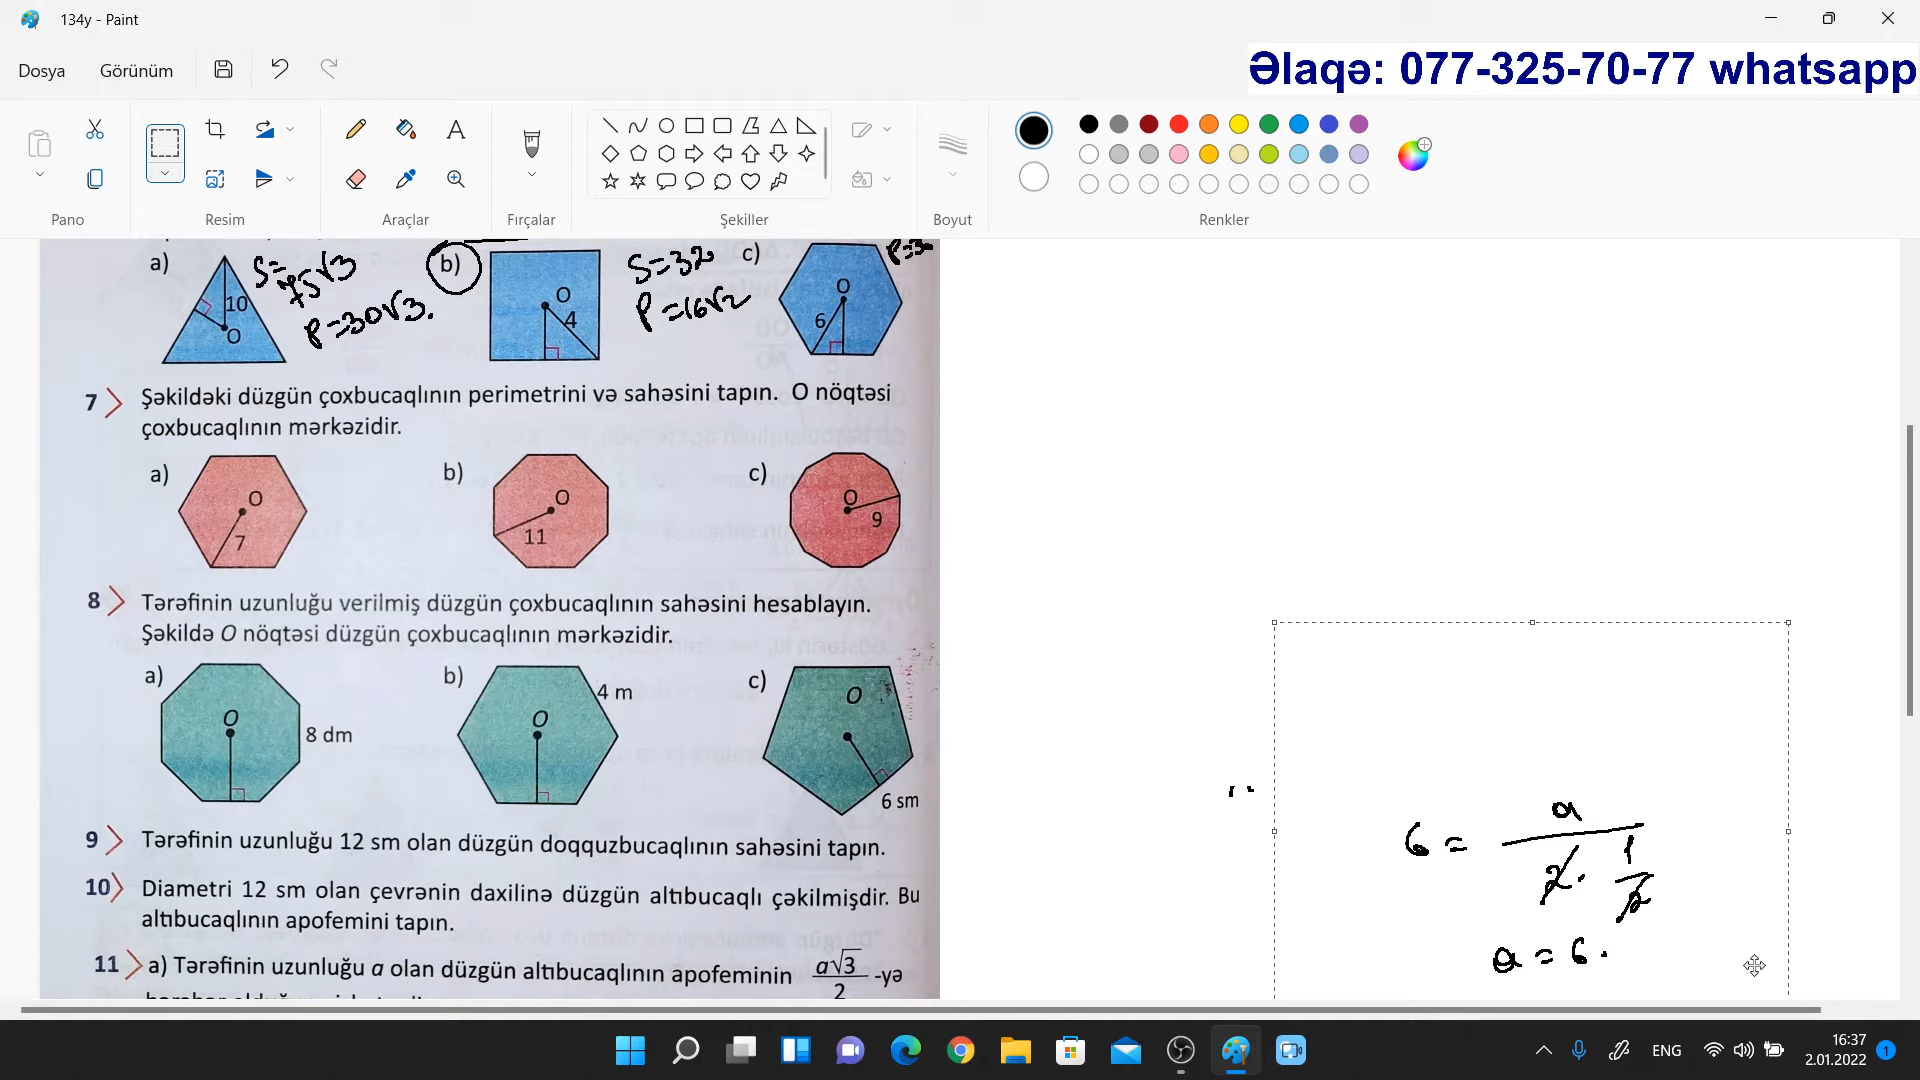 134y - Paint
Dosya
Görünüm
Əlaqə: 077-325-70-77 whatsapp
Pano
Resim
Araçlar
Fırçalar
Şekiller
Boyut
Renkler
a)
10
O
S=
75√3
P=30√3.
b)
O
4
S=32
P=16√2
c)
O
6
7 Şəkildəki düzgün çoxbucaqlının perimetrini və sahəsini tapın. O nöqtəsi
çoxbucaqlının mərkəzidir.
a)
O
7
b)
O
11
c)
O
9
8 Tərəfinin uzunluğu verilmiş düzgün çoxbucaqlının sahəsini hesablayın.
Şəkildə O nöqtəsi düzgün çoxbucaqlının mərkəzidir.
a)
O
8 dm
b)
O
4 m
c)
O
6 sm
9 Tərəfinin uzunluğu 12 sm olan düzgün doqquzbucaqlının sahəsini tapın.
10 Diametri 12 sm olan çevrənin daxilinə düzgün altıbucaqlı çəkilmişdir. Bu
altıbucaqlının apofemini tapın.
11 a) Tərəfinin uzunluğu a olan düzgün altıbucaqlının apofeminin a√3/2 -yə
6 = a / 2 · 1/2
a = 6 ·
ENG
16:37
2.01.2022
1